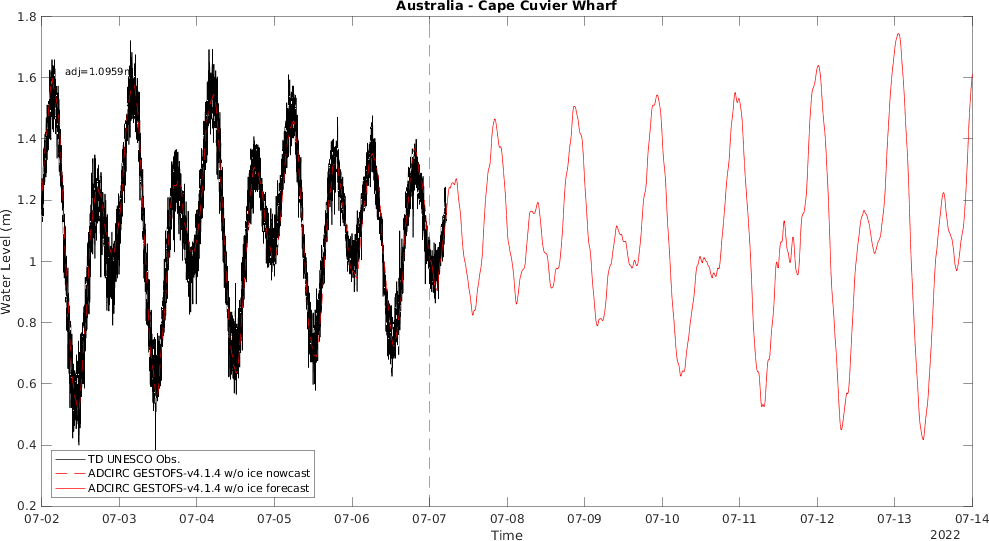 Australia - Cape Cuvier Wharf
1.8
1.6
1.4
1.2
1
0.8
0.6
0.4
0.2
Water Level (m)
adj=1.0959m
TD UNESCO Obs.
ADCIRC GESTOFS-v4.1.4 w/o ice nowcast
ADCIRC GESTOFS-v4.1.4 w/o ice forecast
07-02 07-03 07-04 07-05 07-06 07-07 07-08 07-09 07-10 07-11 07-12 07-13 07-14
Time
2022